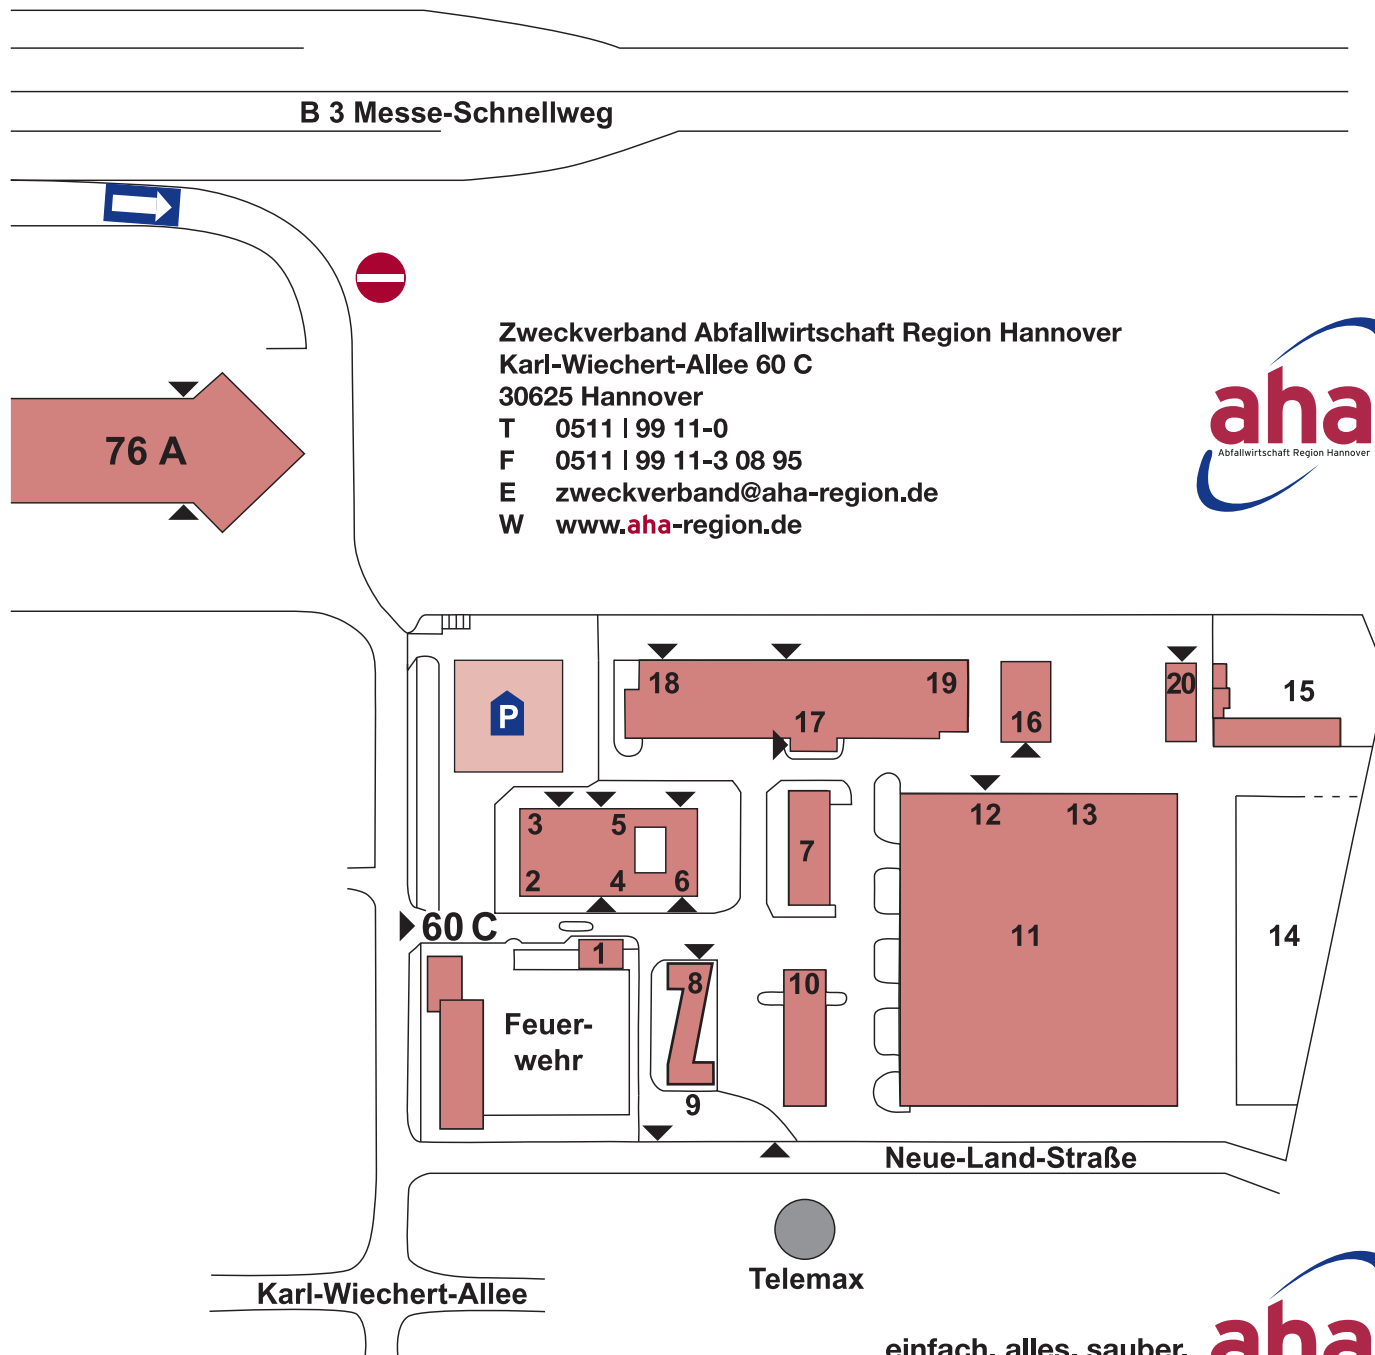 B 3 Messe-Schnellweg
Zweckverband Abfallwirtschaft Region Hannover
Karl-Wiechert-Allee 60 C
30625 Hannover
T 0511 | 99 11-0
F 0511 | 99 11-3 08 95
E zweckverband@aha-region.de
W www.aha-region.de
aha
Abfallwirtschaft Region Hannover
76 A
P
18
19
17
16
20
15
3
5
2
4
6
7
12
13
11
14
60 C
1
8
10
9
Feuer-
wehr
Neue-Land-Straße
Telemax
Karl-Wiechert-Allee
einfach. alles. sauber.
aha